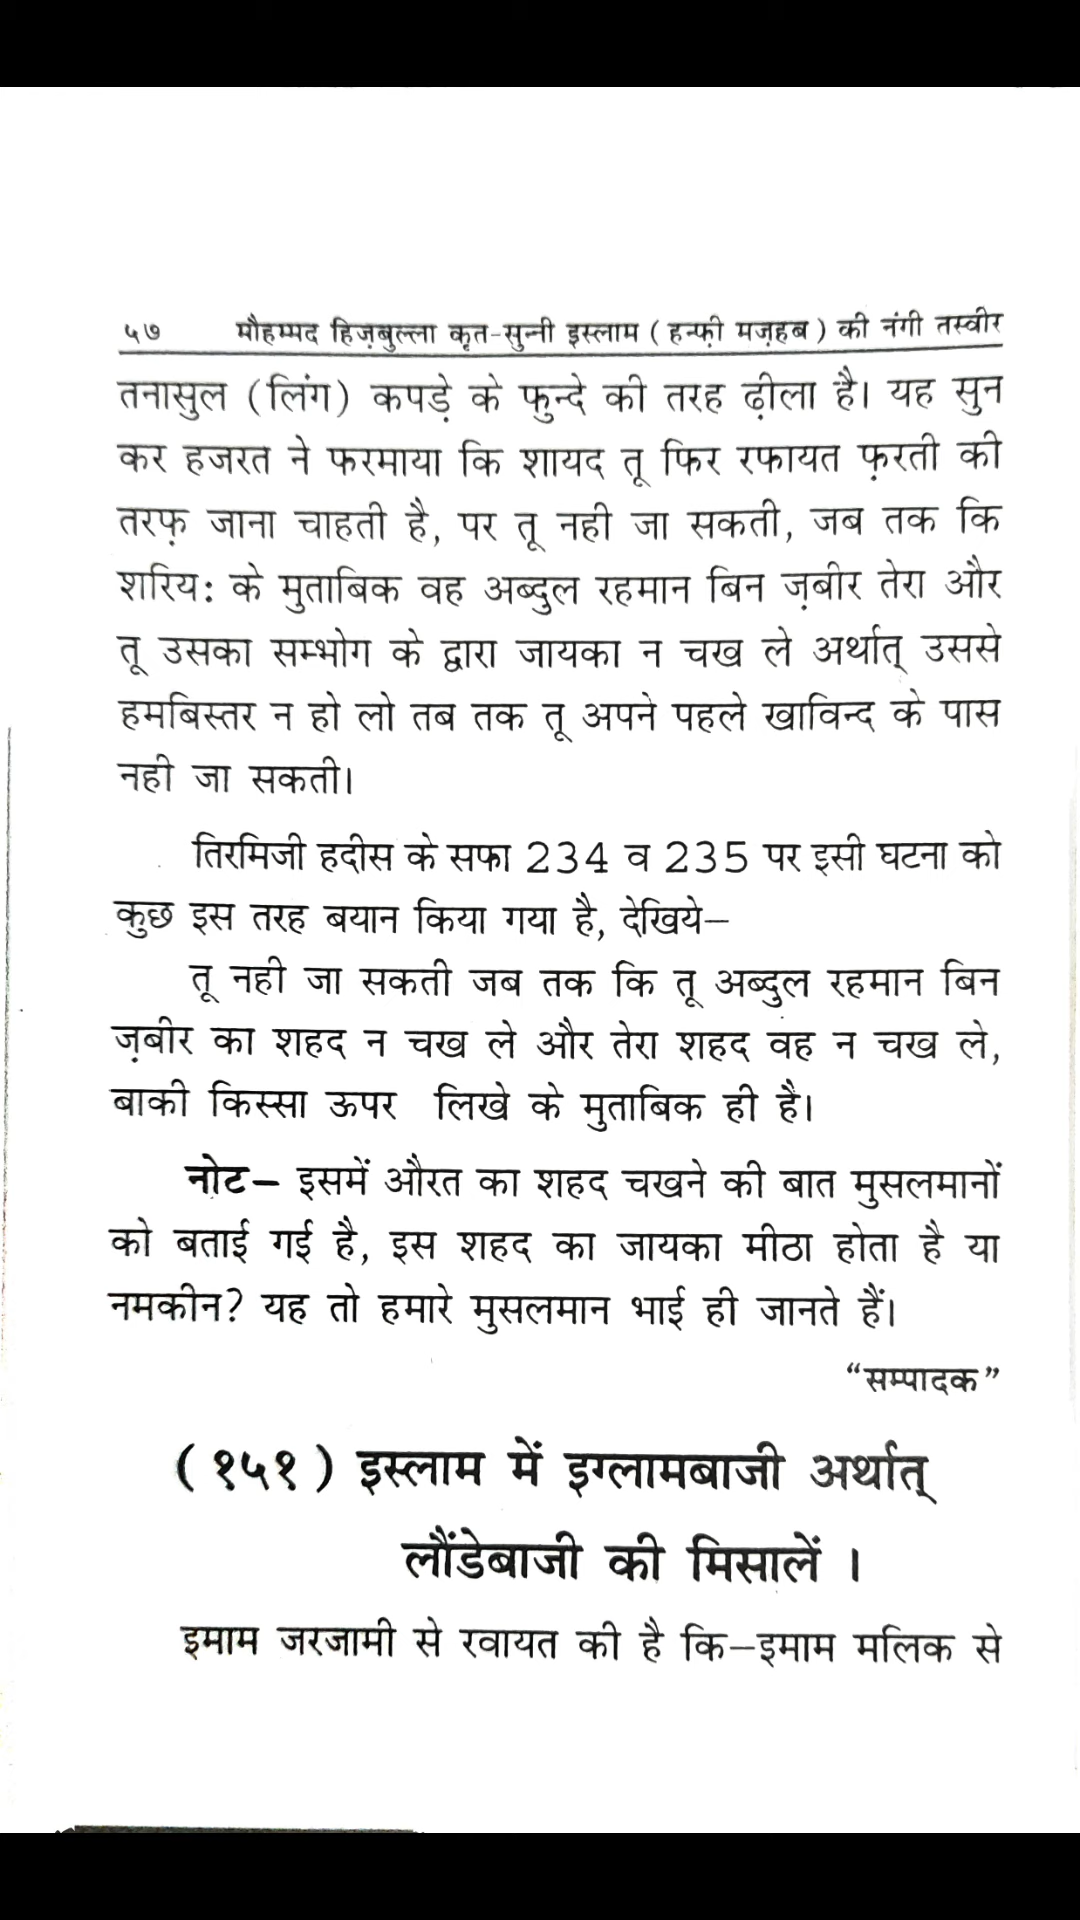 ५७ मौहम्मद हिज़बुल्ला कृत-सुन्नी इस्लाम ( हन्फ़ी मज़हब ) की नंगी तस्वीर
तनासुल (लिंग) कपड़े के फुन्दे की तरह ढ़ीला है। यह सुन
कर हजरत ने फरमाया कि शायद तू फिर रफायत फ़रती की
तरफ़ जाना चाहती है, पर तू नही जा सकती, जब तक कि
शरिय: के मुताबिक वह अब्दुल रहमान बिन ज़बीर तेरा और
तू उसका सम्भोग के द्वारा जायका न चख ले अर्थात् उससे
हमबिस्तर न हो लो तब तक तू अपने पहले खाविन्द के पास
नही जा सकती।
तिरमिजी हदीस के सफा 234 व 235 पर इसी घटना को
कुछ इस तरह बयान किया गया है, देखिये–
तू नही जा सकती जब तक कि तू अब्दुल रहमान बिन
ज़बीर का शहद न चख ले और तेरा शहद वह न चख ले,
बाकी किस्सा ऊपर लिखे के मुताबिक ही है।
नोट– इसमें औरत का शहद चखने की बात मुसलमानों
को बताई गई है, इस शहद का जायका मीठा होता है या
नमकीन? यह तो हमारे मुसलमान भाई ही जानते हैं।
“सम्पादक”
( १५१ ) इस्लाम में इग्लामबाजी अर्थात्
लौंडेबाजी की मिसालें ।
इमाम जरजामी से रवायत की है कि–इमाम मलिक से